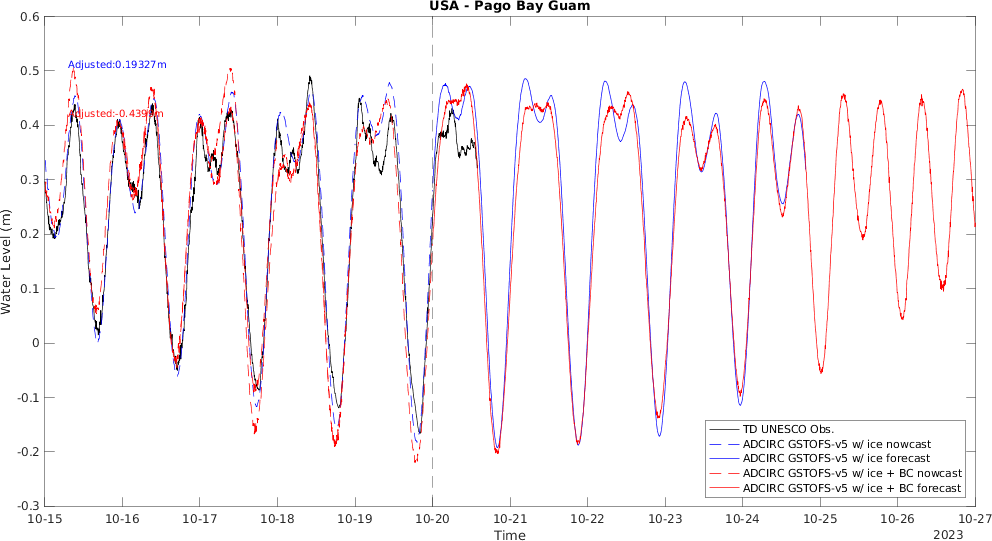 USA - Pago Bay Guam
0.6
0.5
0.4
0.3
0.2
0.1
0
-0.1
-0.2
-0.3
Water Level (m)
Adjusted:0.19327m
TD UNESCO Obs.
ADCIRC GSTOFS-v5 w/ ice nowcast
ADCIRC GSTOFS-v5 w/ ice forecast
ADCIRC GSTOFS-v5 w/ ice + BC nowcast
ADCIRC GSTOFS-v5 w/ ice + BC forecast
10-15 10-16 10-17 10-18 10-19 10-20 10-21 10-22 10-23 10-24 10-25 10-26 10-27
Time
2023